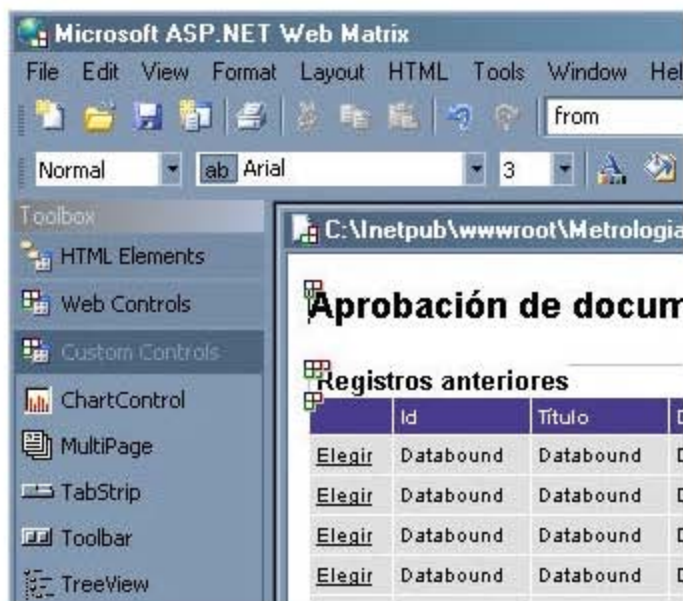 Microsoft ASP.NET Web Matrix
File Edit View Format Layout HTML Tools Window Hel
from
Normal ab Arial 3
Toolbox
HTML Elements
Web Controls
Custom Controls
ChartControl
MultiPage
TabStrip
Toolbar
TreeView
C:\Inetpub\wwwroot\Metrologia
Aprobación de docum
Registros anteriores
Id Título D
Elegir Databound Databound D
Elegir Databound Databound D
Elegir Databound Databound D
Elegir Databound Databound D